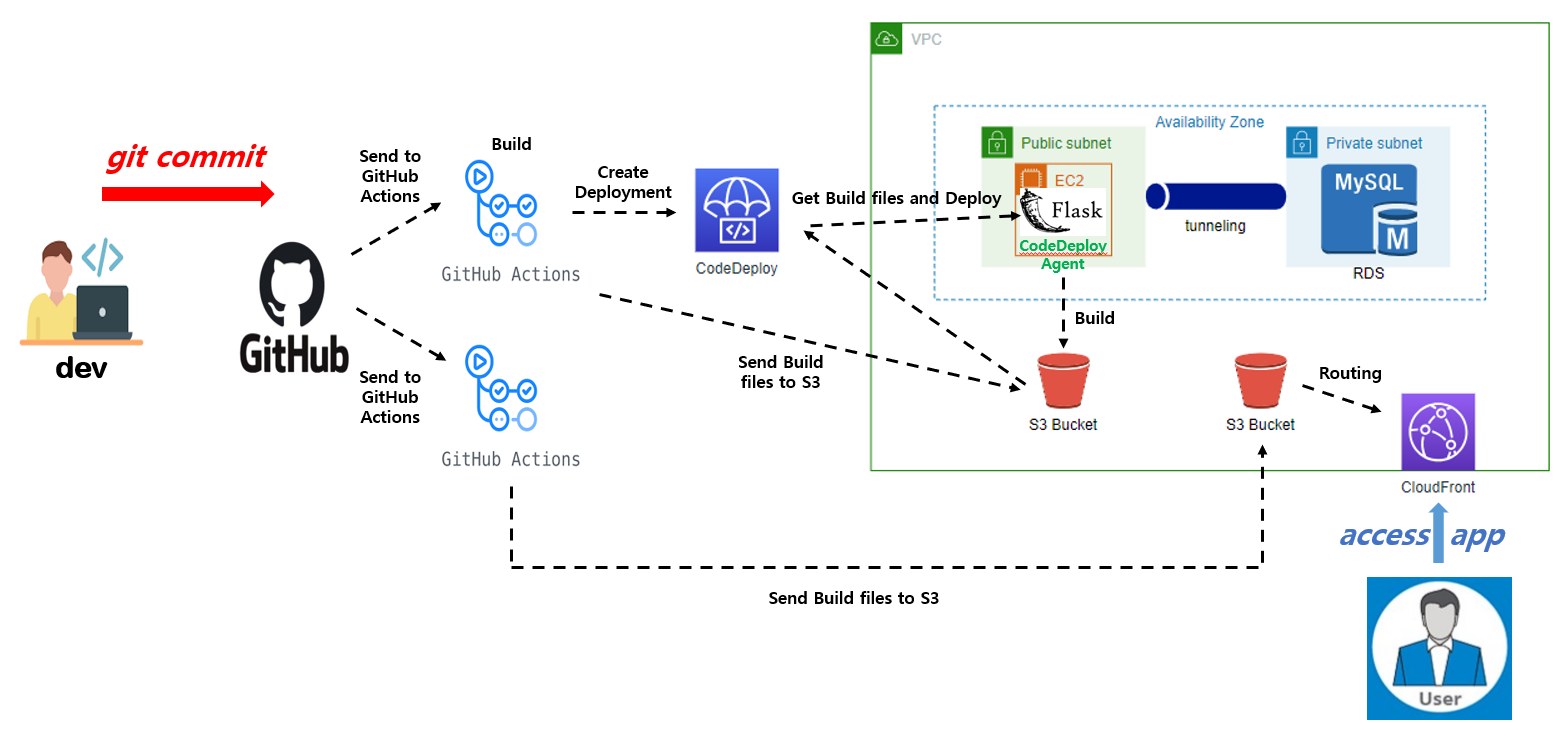 git commit
dev
GitHub
Send to
GitHub
Actions
Build
GitHub Actions
Send to
GitHub
Actions
GitHub Actions
Create
Deployment
CodeDeploy
Get Build files and Deploy
Send Build
files to S3
Send Build files to S3
VPC
Availability Zone
Public subnet
EC2
Flask
CodeDeploy
Agent
tunneling
Private subnet
MySQL
M
RDS
Build
S3 Bucket
S3 Bucket
Routing
CloudFront
access app
User